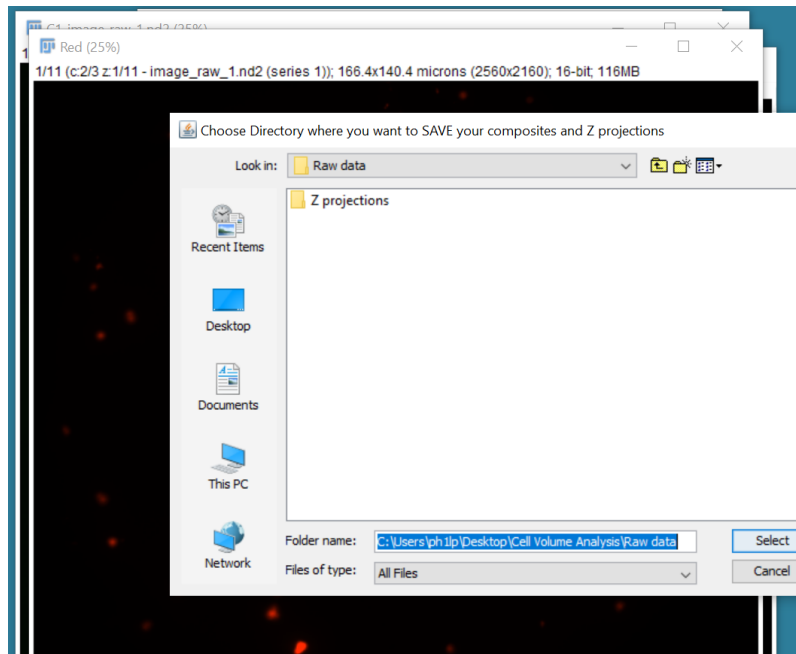 C1-image_raw_1.nd2 (25%)
Red (25%)
1/11 (c:2/3 z:1/11 - image_raw_1.nd2 (series 1)); 166.4x140.4 microns (2560x2160); 16-bit; 116MB
Choose Directory where you want to SAVE your composites and Z projections
Look in:
Raw data
Z projections
Recent Items
Desktop
Documents
This PC
Network
Folder name:
C:\Users\ph1lp\Desktop\Cell Volume Analysis\Raw data
Select
Files of type:
All Files
Cancel